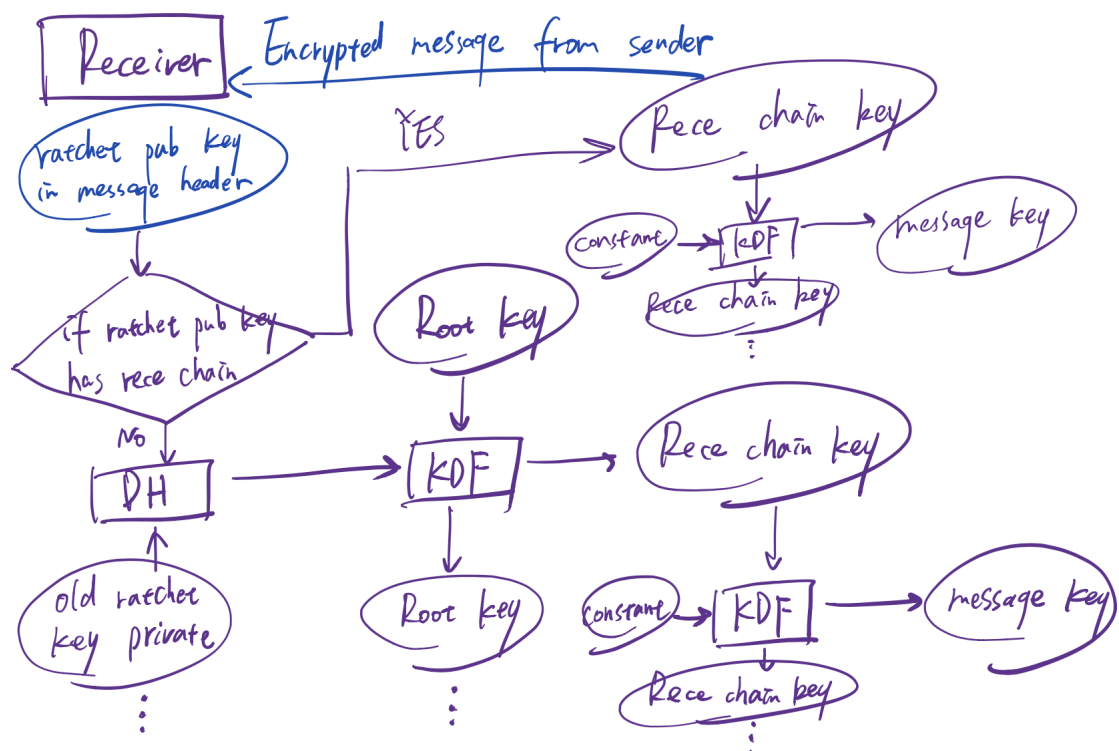 Receiver
Encrypted message from sender
ratchet pub key
in message header
YES
Rece chain key
constant
KDF
message key
Rece chain key
if ratchet pub key
has rece chain
Root key
No
DH
KDF
Rece chain key
old ratchet
key private
Root key
constant
KDF
message key
Rece chain key